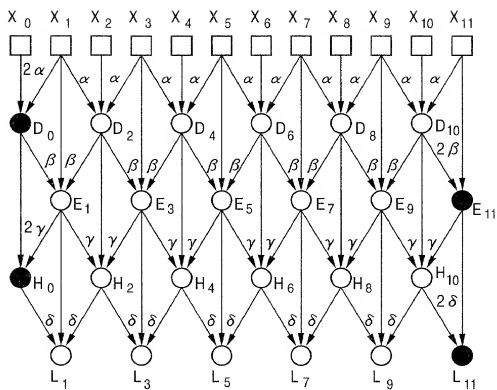 X0 X1 X2 X3 X4 X5 X6 X7 X8 X9 X10 X11
2α α α α α α α α α α
D0 D2 D4 D6 D8 D10
β β β β β β β β β β 2β
E1 E3 E5 E7 E9 E11
2γ γ γ γ γ γ γ γ γ γ
H0 H2 H4 H6 H8 H10
δ δ δ δ δ δ δ δ δ δ 2δ
L1 L3 L5 L7 L9 L11